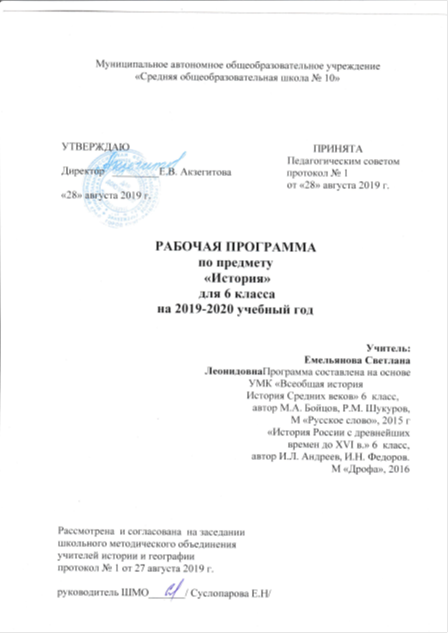 Муниципальное автономное общеобразовательное учреждение
«Средняя общеобразовательная школа № 10»
УТВЕРЖДАЮ
Директор __________Е.В. Акзегитова
«28» августа 2019 г.
ПРИНЯТА
Педагогическим советом
протокол № 1
от «28» августа 2019 г.
РАБОЧАЯ ПРОГРАММА
по предмету
«История»
для 6 класса
на 2019-2020 учебный год
Учитель:
Емельянова Светлана
ЛеонидовнаПрограмма составлена на основе
УМК «Всеобщая история
История Средних веков» 6 класс,
автор М.А. Бойцов, Р.М. Шукуров,
М «Русское слово», 2015 г
«История России с древнейших
времен до XVI в.» 6 класс,
автор И.Л. Андреев, И.Н. Федоров.
М «Дрофа», 2016
Рассмотрена и согласована на заседании
школьного методического объединения
учителей истории и географии
протокол № 1 от 27 августа 2019 г.
руководитель ШМО_______/ Суслопарова Е.Н/